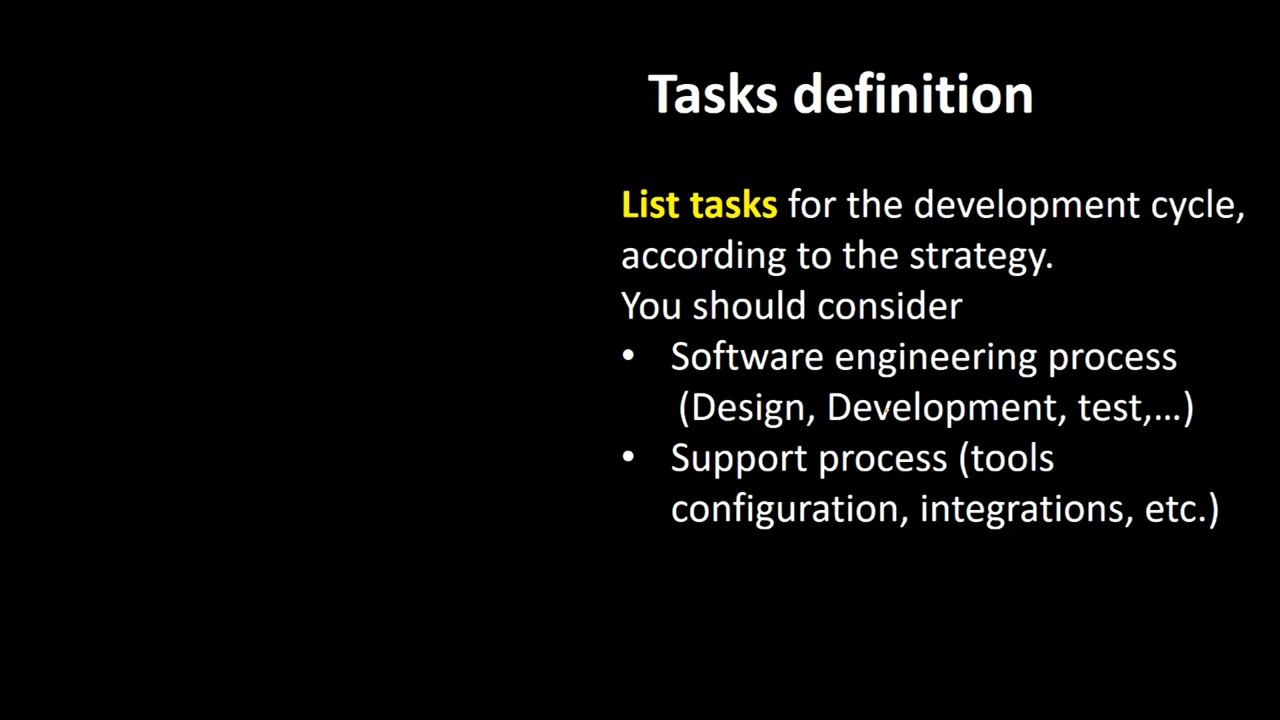 Tasks definition
List tasks for the development cycle,
according to the strategy.
You should consider
• Software engineering process
(Design, Development, test,...)
• Support process (tools
configuration, integrations, etc.)